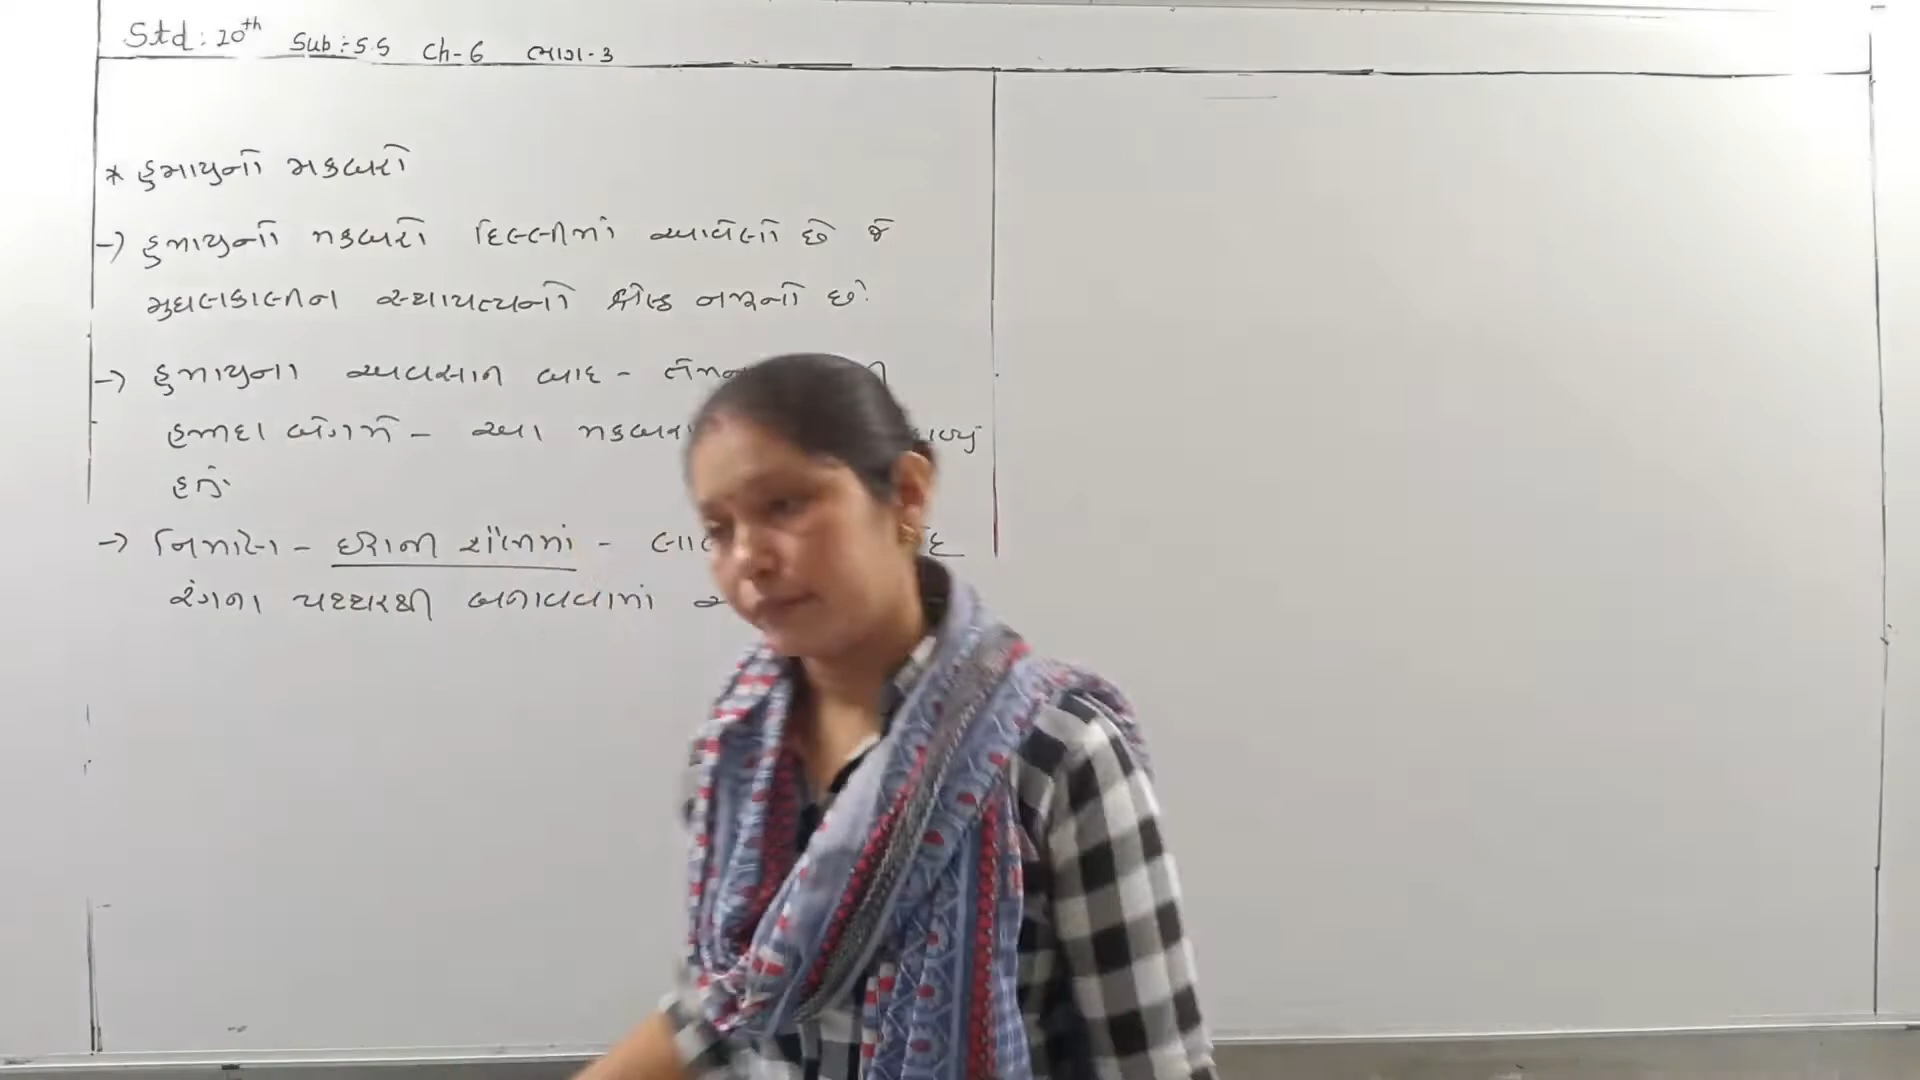 Std: 10th Sub: S.S Ch-6 ભાગ-3
* હુમાયુનો મકબરો
→ હુમાયુનો મકબરો દિલ્લીમાં આવેલો છે જે
મુઘલકાલીન સ્થાપત્યનો શ્રેષ્ઠ નમૂનો છે.
→ હુમાયુના અવસાન બાદ -
હમીદા બેગમે - આ
હતું.
→ નિર્માણ - ઈરાની શૈલીમાં -
રંગના પથ્થરથી બનાવવામાં